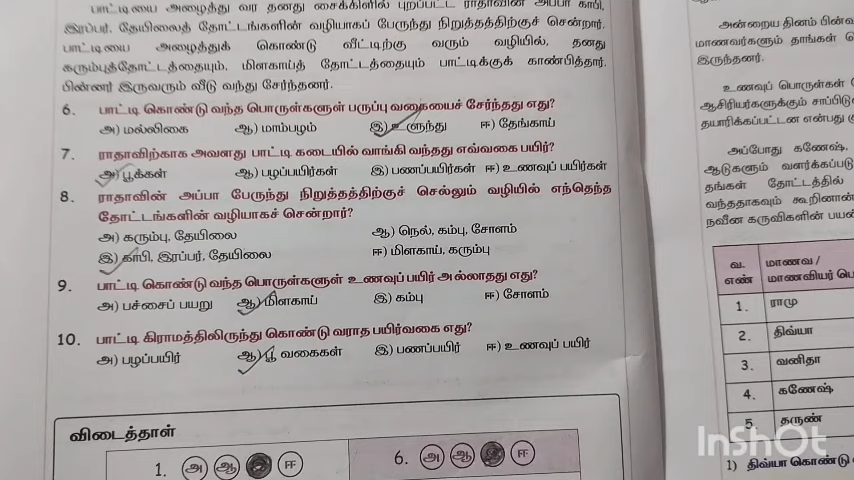 பாட்டியை அழைத்து வர தனது சைக்கிளில் புறப்பட்ட ராதாவின் அப்பா காபி,
இரப்பர், தேயிலைத் தோட்டங்களின் வழியாகப் பேருந்து நிறுத்தத்திற்குச் சென்றார்.
பாட்டியை அழைத்துக் கொண்டு வீட்டிற்கு வரும் வழியில், தனது
கரும்புத்தோட்டத்தையும், மிளகாய்த் தோட்டத்தையும் பாட்டிக்குக் காண்பித்தார்.
பின்னர் இருவரும் வீடு வந்து சேர்ந்தனர்.
6. பாட்டி கொண்டு வந்த பொருள்களுள் பருப்பு வகையைச் சேர்ந்தது எது?
அ) மல்லிகை ஆ) மாம்பழம் இ) உளுந்து ஈ) தேங்காய்
7. ராதாவிற்காக அவளது பாட்டி கடையில் வாங்கி வந்தது எவ்வகை பயிர்?
அ) பூக்கள் ஆ) பழப்பயிர்கள் இ) பணப்பயிர்கள் ஈ) உணவுப் பயிர்கள்
8. ராதாவின் அப்பா பேருந்து நிறுத்தத்திற்குச் செல்லும் வழியில் எந்தெந்த
தோட்டங்களின் வழியாகச் சென்றார்?
அ) கரும்பு, தேயிலை ஆ) நெல், கம்பு, சோளம்
இ) காபி, இரப்பர், தேயிலை ஈ) மிளகாய், கரும்பு
9. பாட்டி கொண்டு வந்த பொருள்களுள் உணவுப் பயிர் அல்லாதது எது?
அ) பச்சைப் பயறு ஆ) மிளகாய் இ) கம்பு ஈ) சோளம்
10. பாட்டி கிராமத்திலிருந்து கொண்டு வராத பயிர்வகை எது?
அ) பழப்பயிர் ஆ) பூ வகைகள் இ) பணப்பயிர் ஈ) உணவுப் பயிர்
விடைத்தாள்
1. அ ஆ ஈ 6. அ ஆ ஈ
அன்றைய தினம்
மாணவர்களும் தாங்கள்
இருந்தனர்.
உணவுப் பொருள்கள்
ஆசிரியர்களுக்கும்
தயாரிக்கப்பட்டன என்பது
அப்போது கணேஷ்,
ஆடுகளும்
தங்கள் தோட்டத்தில்
வந்ததாகவும் கூறினான்
நவீன கருவிகளின்
வ. எண் மாணவ / மாணவியர்
1. ராமு
2. திவ்யா
3. வனிதா
4. கணேஷ்
5. தருண்
1) திவ்யா கொண்டு
InShOt